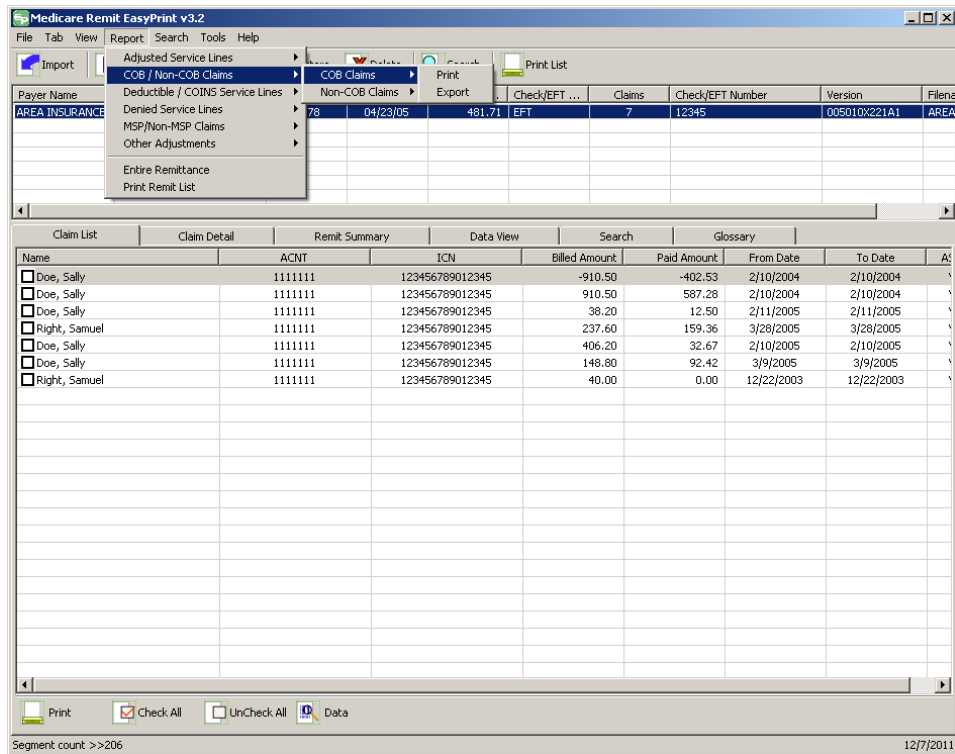 Medicare Remit EasyPrint v3.2
File Tab View Report Search Tools Help
Import Delete Search Print List
Adjusted Service Lines
COB / Non-COB Claims
Deductible / COINS Service Lines
Denied Service Lines
MSP/Non-MSP Claims
Other Adjustments
Entire Remittance
Print Remit List
COB Claims
Non-COB Claims
Print
Export
Payer Name Check/EFT ... Claims Check/EFT Number Version Filena
AREA INSURANCE 78 04/23/05 481.71 EFT 7 12345 005010X221A1 AREA
Claim List Claim Detail Remit Summary Data View Search Glossary
Name ACNT ICN Billed Amount Paid Amount From Date To Date AS
Doe, Sally 1111111 123456789012345 -910.50 -402.53 2/10/2004 2/10/2004
Doe, Sally 1111111 123456789012345 910.50 587.28 2/10/2004 2/10/2004
Doe, Sally 1111111 123456789012345 38.20 12.50 2/11/2005 2/11/2005
Right, Samuel 1111111 123456789012345 237.60 159.36 3/28/2005 3/28/2005
Doe, Sally 1111111 123456789012345 406.20 32.67 2/10/2005 2/10/2005
Doe, Sally 1111111 123456789012345 148.80 92.42 3/9/2005 3/9/2005
Right, Samuel 1111111 123456789012345 40.00 0.00 12/22/2003 12/22/2003
Print Check All UnCheck All Data
Segment count >>206 12/7/2011